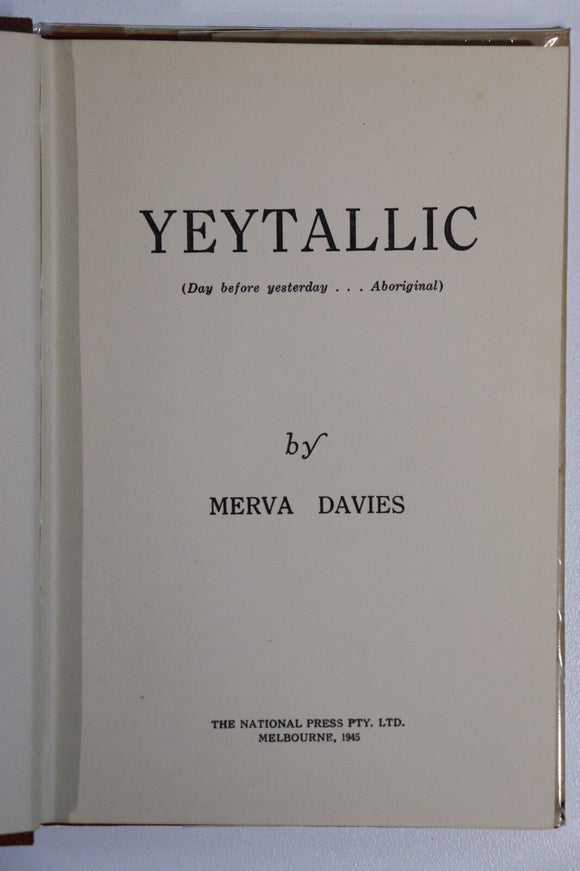 YEYTALLIC
(Day before yesterday . . . Aboriginal)
by
MERVA DAVIES
THE NATIONAL PRESS PTY. LTD.
MELBOURNE, 1945